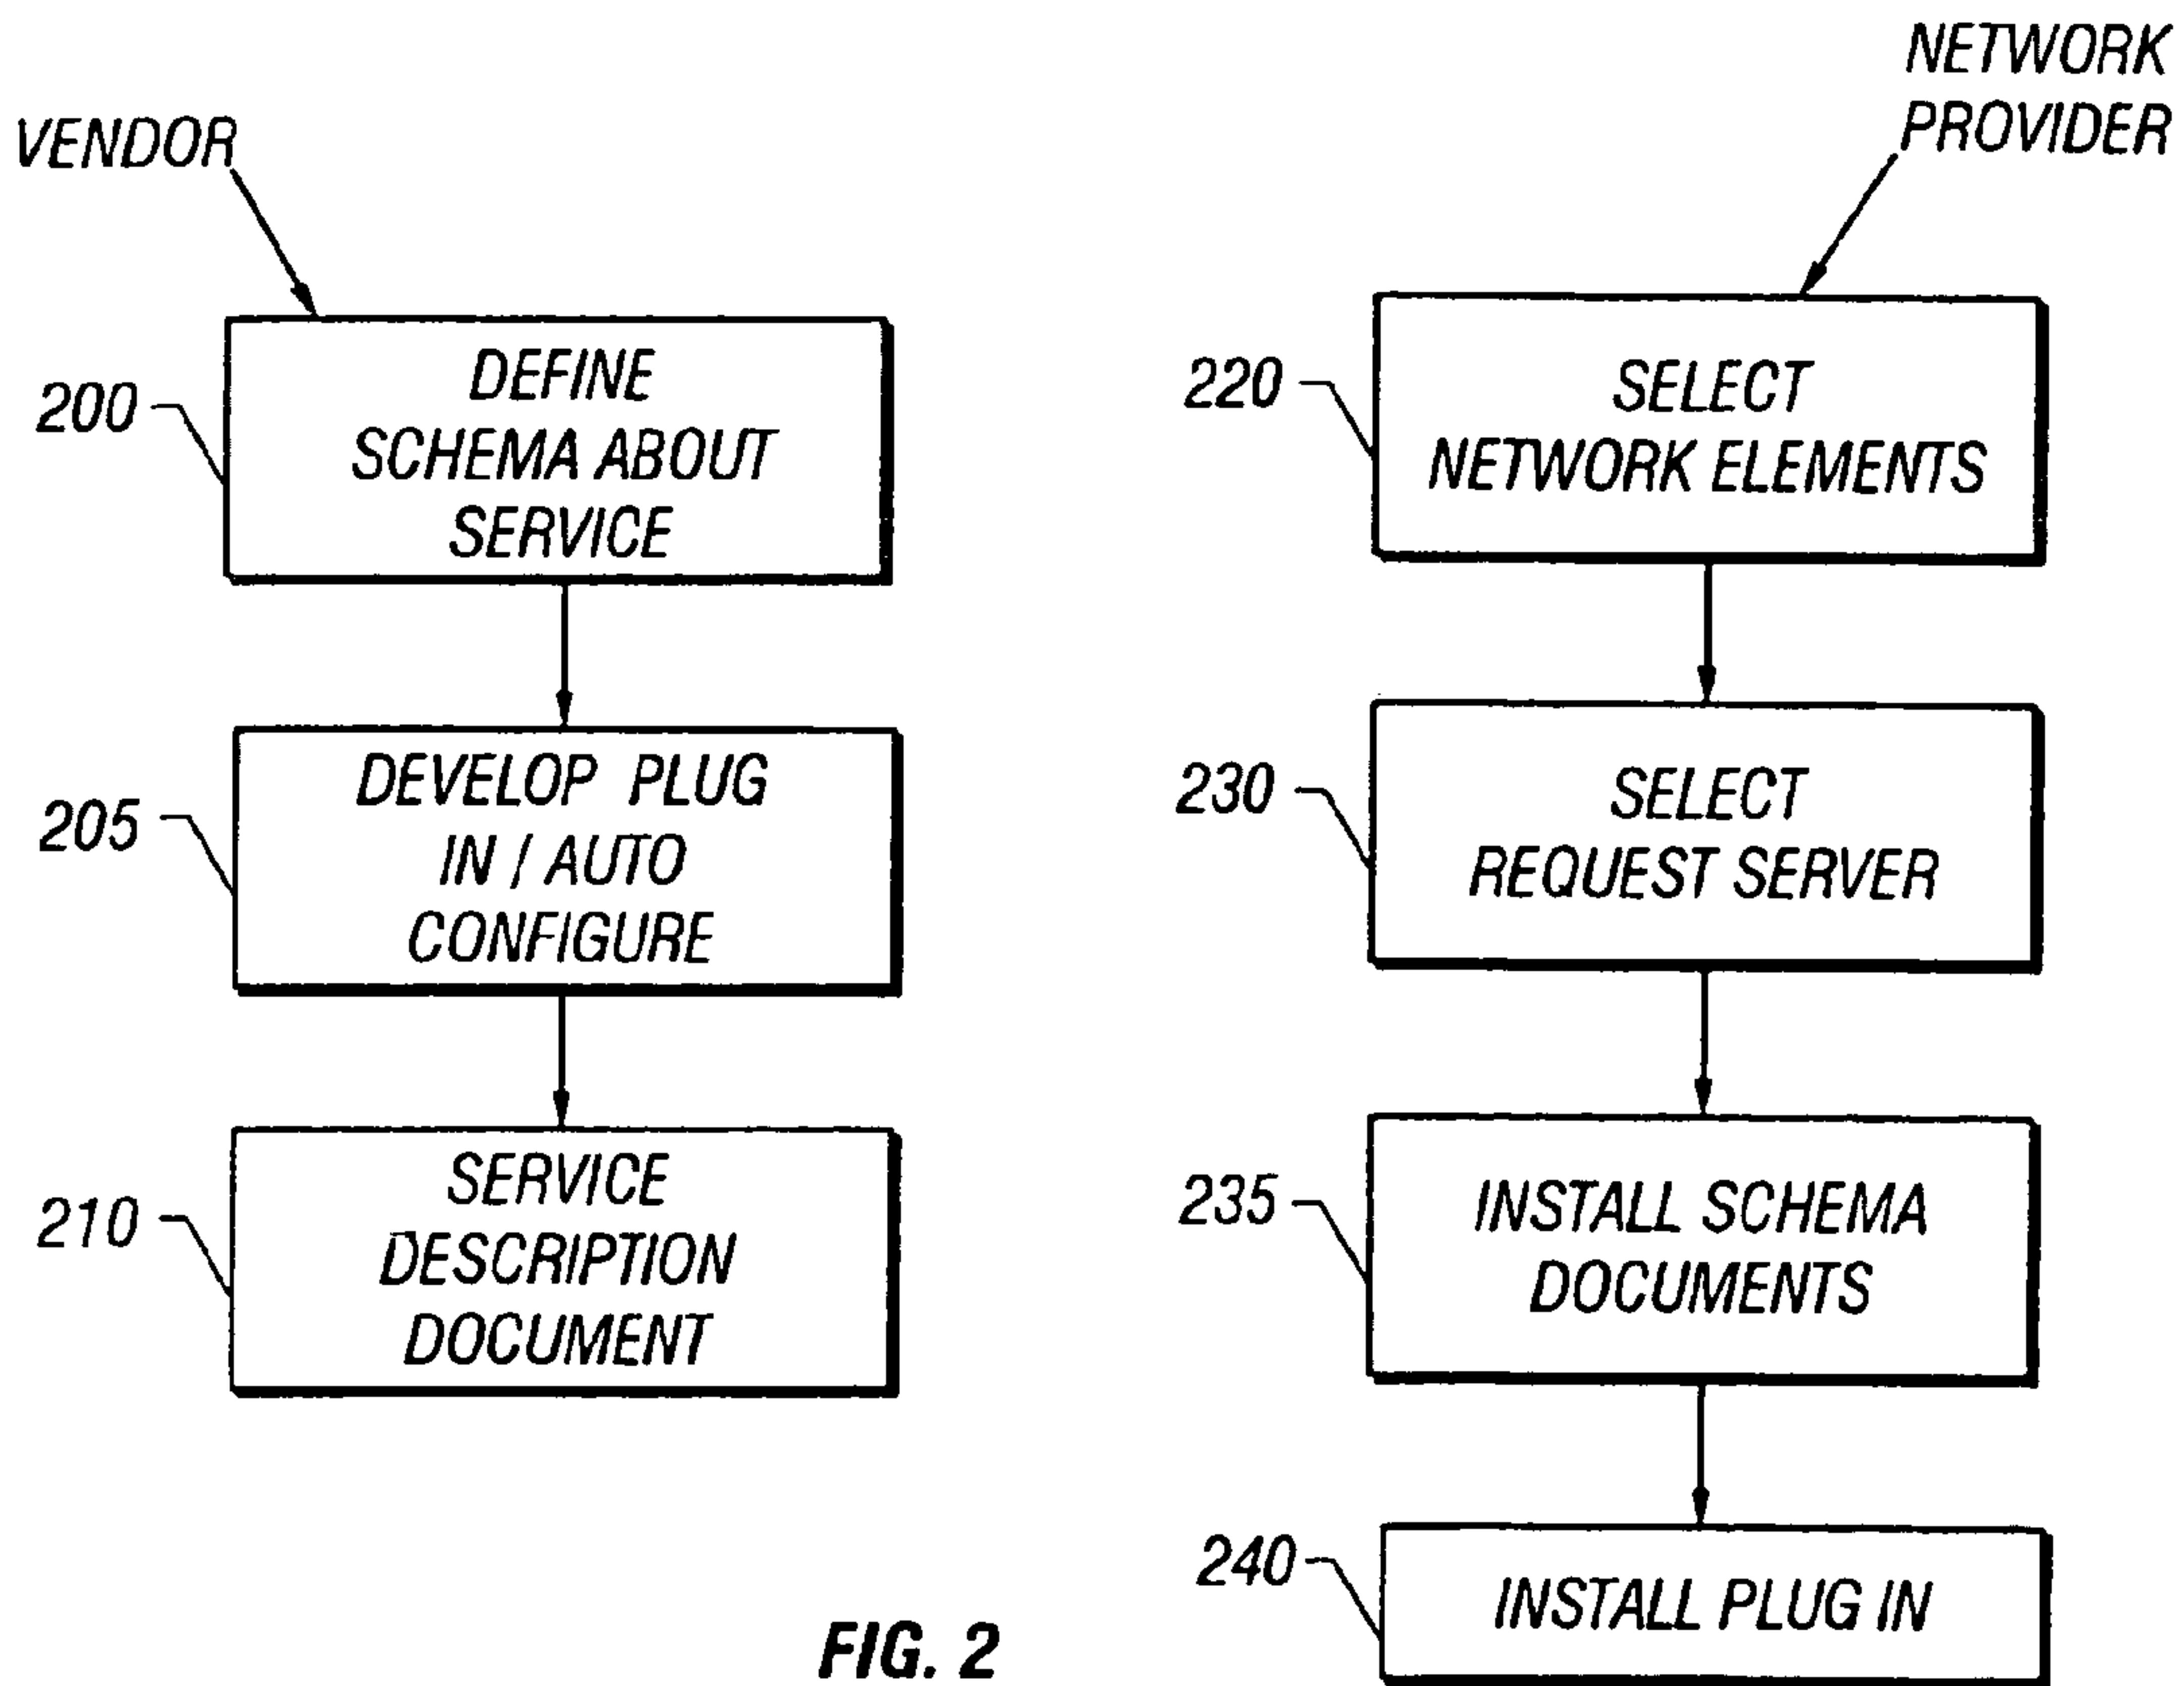 VENDOR
200
DEFINE
SCHEMA ABOUT
SERVICE
205
DEVELOP PLUG
IN / AUTO
CONFIGURE
210
SERVICE
DESCRIPTION
DOCUMENT
NETWORK
PROVIDER
220
SELECT
NETWORK ELEMENTS
230
SELECT
REQUEST SERVER
235
INSTALL SCHEMA
DOCUMENTS
240
INSTALL PLUG IN
FIG. 2